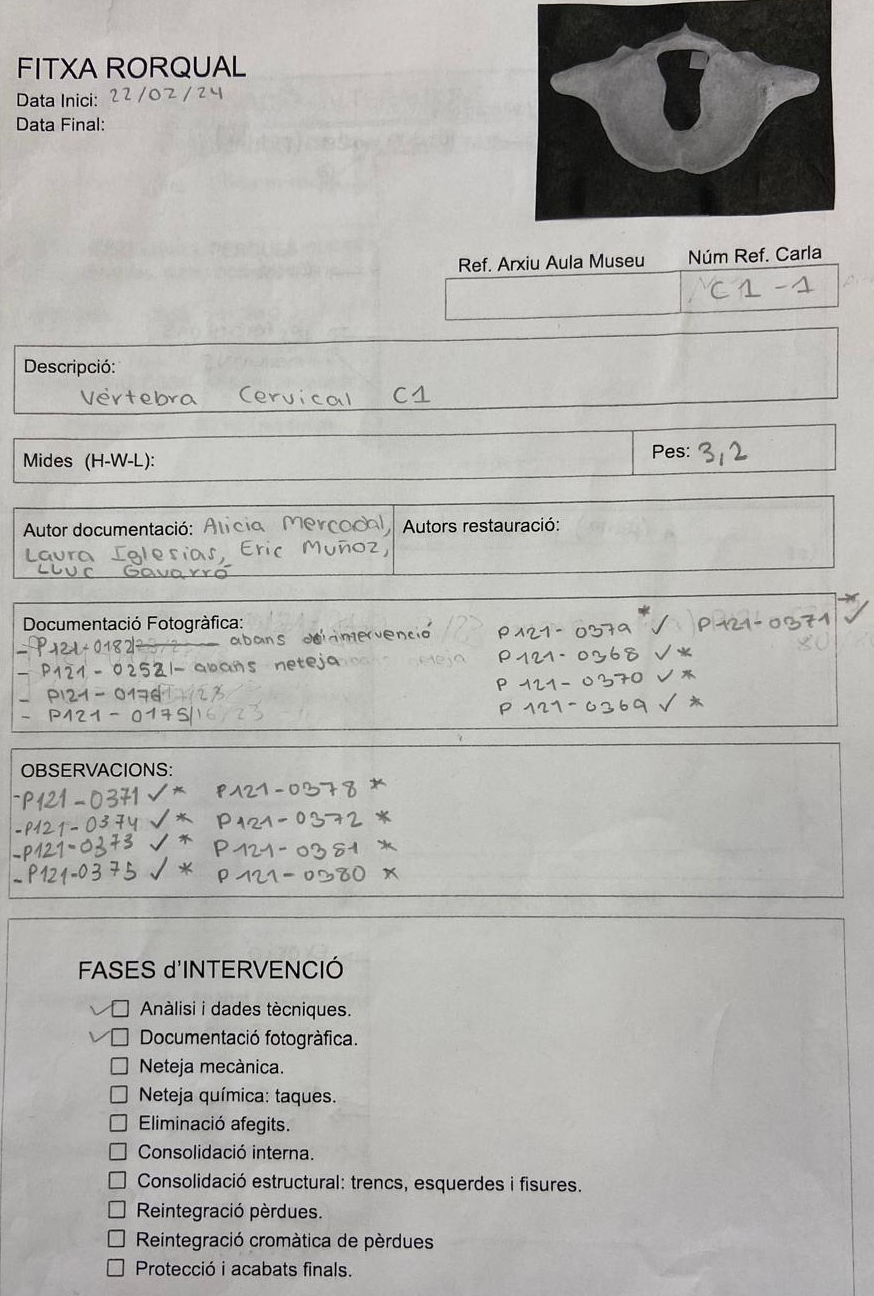 FITXA RORQUAL
Data Inici: 22/02/24
Data Final:
Ref. Arxiu Aula Museu Núm Ref. Carla
C1-1
Descripció:
Vèrtebra Cervical C1
Mides (H-W-L): Pes: 3,2
Autor documentació: Alicia Mercadal, Autors restauració:
Laura Iglesias, Eric Muñoz,
LLUC Gavarró
Documentació Fotogràfica:
- P121-0182 abans d'intervenció P121-0379 * ✓ P121-0371 * ✓
- P121-0252 - abans neteja P121-0368 ✓ *
- P121-0176 P121-0370 ✓ *
- P121-0175 P121-0369 ✓ *
OBSERVACIONS:
-P121-0371 ✓ * P121-0378 *
-P121-0374 ✓ * P121-0372 *
-P121-0373 ✓ * P121-0381 *
-P121-0375 ✓ * P121-0380 *
FASES d'INTERVENCIÓ
✓☐ Anàlisi i dades tècniques.
✓☐ Documentació fotogràfica.
☐ Neteja mecànica.
☐ Neteja química: taques.
☐ Eliminació afegits.
☐ Consolidació interna.
☐ Consolidació estructural: trencs, esquerdes i fisures.
☐ Reintegració pèrdues.
☐ Reintegració cromàtica de pèrdues
☐ Protecció i acabats finals.